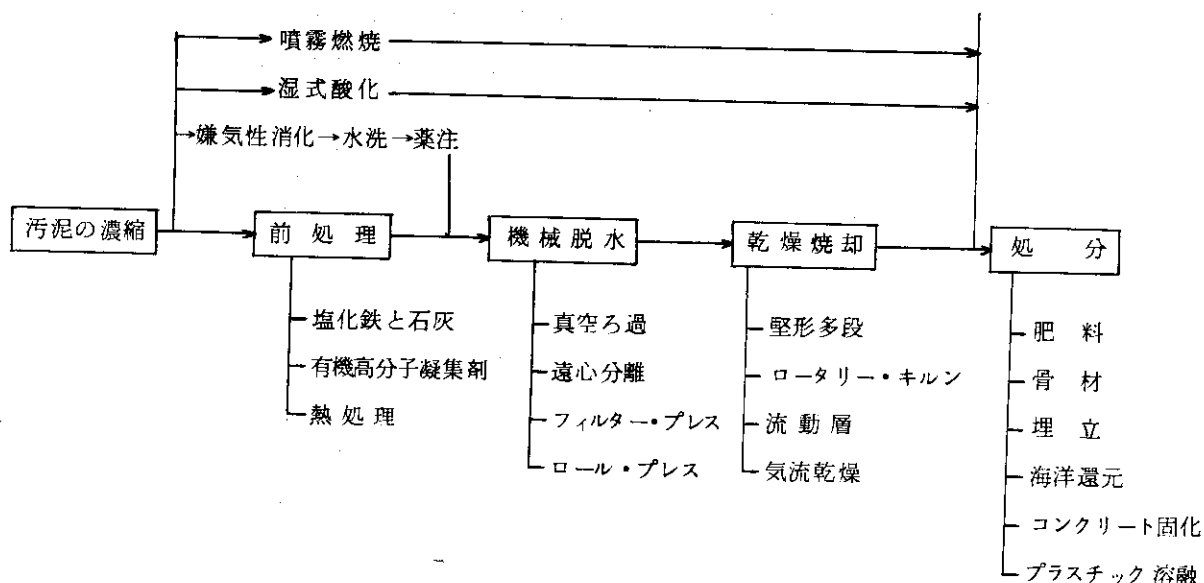 噴霧燃焼
湿式酸化
嫌気性消化→水洗→薬注
汚泥の濃縮
前処理
機械脱水
乾燥焼却
処分
塩化鉄と石灰
有機高分子凝集剤
熱処理
真空ろ過
遠心分離
フィルター・プレス
ロール・プレス
竪形多段
ロータリー・キルン
流動層
気流乾燥
肥料
骨材
埋立
海洋還元
コンクリート固化
プラスチック溶融